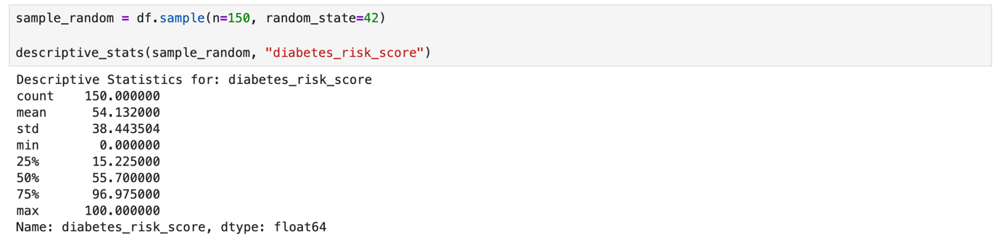 sample_random = df.sample(n=150, random_state=42)
descriptive_stats(sample_random, "diabetes_risk_score")
Descriptive Statistics for: diabetes_risk_score
count    150.000000
mean      54.132000
std       38.443504
min        0.000000
25%       15.225000
50%       55.700000
75%       96.975000
max      100.000000
Name: diabetes_risk_score, dtype: float64